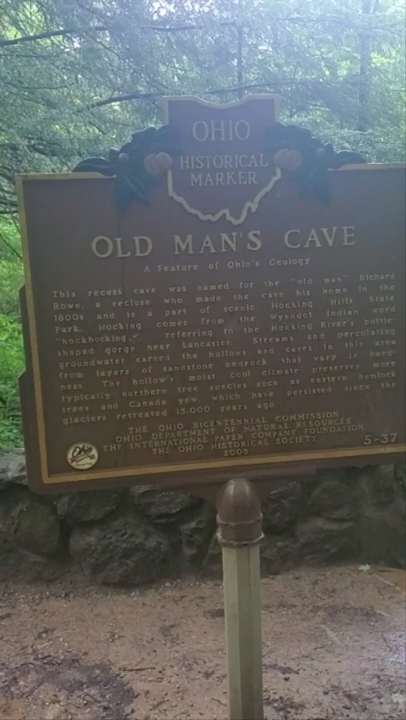 OHIO
HISTORICAL
MARKER
OLD MAN'S CAVE
A Feature of Ohio's Geology
This recess cave was named for the "old man" Richard
Rowe, a recluse who made the cave his home in the
1800s and is a part of scenic Hocking Hills State
Park. Hocking comes from the Wyandot Indian word
"hockhocking," referring to the Hocking River's bottle-
shaped gorge near Lancaster. Streams and percolating
groundwater carved the hollows and caves in this area
from layers of sandstone bedrock that vary in hard-
ness. The hollow's moist cool climate preserves more
typically northern tree species such as eastern hemlock
trees and Canada yew, which have persisted since the
glaciers retreated 15,000 years ago.
THE OHIO BICENTENNIAL COMMISSION
OHIO DEPARTMENT OF NATURAL RESOURCES
THE INTERNATIONAL PAPER COMPANY FOUNDATION
THE OHIO HISTORICAL SOCIETY
2003
5-37
Ohio